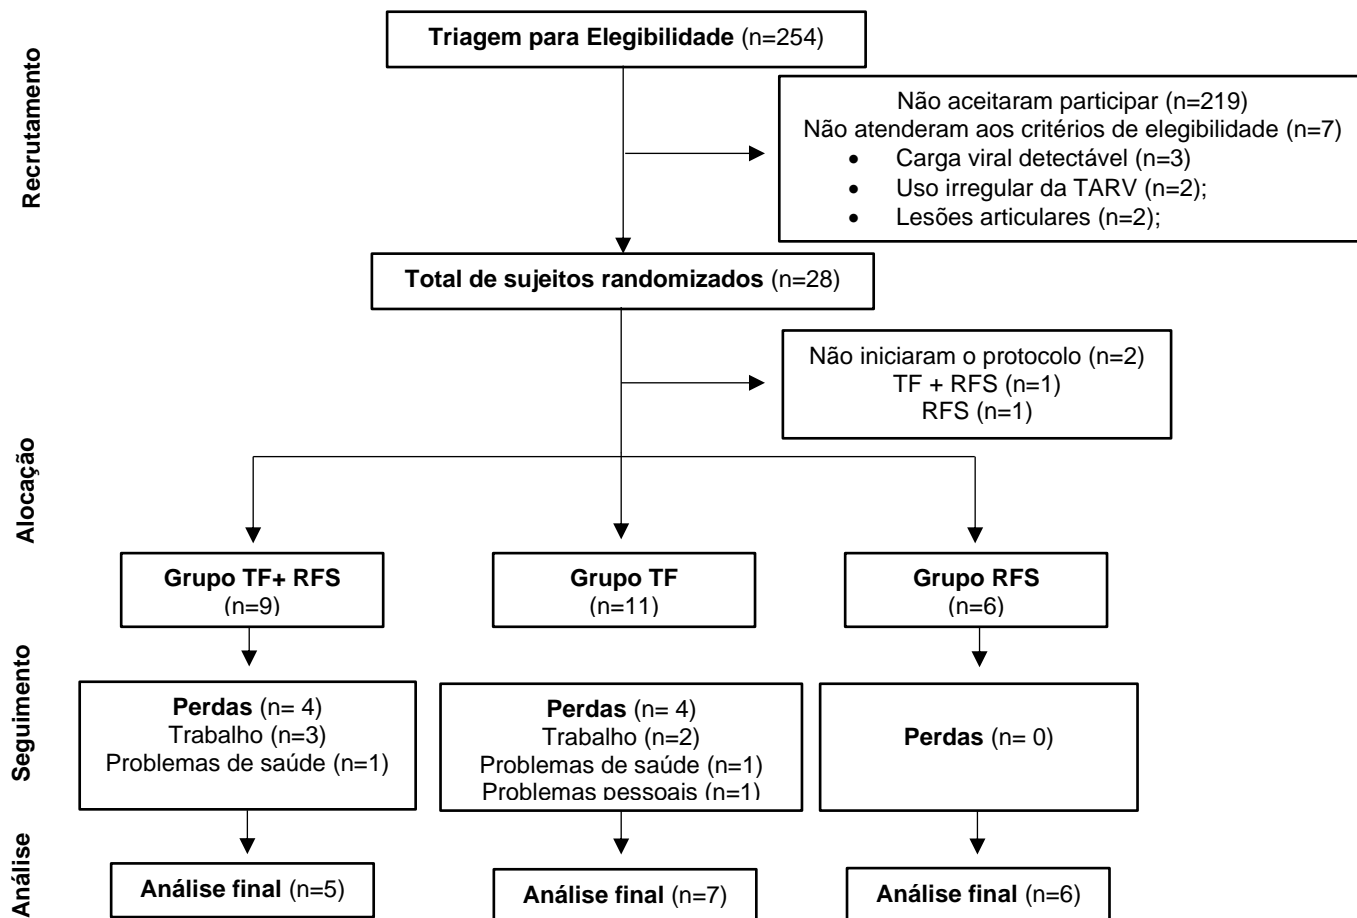 Recrutamento
Triagem para Elegibilidade (n=254)
Não aceitaram participar (n=219)
Não atenderam aos critérios de elegibilidade (n=7)
• Carga viral detectável (n=3)
• Uso irregular da TARV (n=2);
• Lesões articulares (n=2);
Total de sujeitos randomizados (n=28)
Não iniciaram o protocolo (n=2)
TF + RFS (n=1)
RFS (n=1)
Alocação
Grupo TF+ RFS
(n=9)
Grupo TF
(n=11)
Grupo RFS
(n=6)
Seguimento
Perdas (n= 4)
Trabalho (n=3)
Problemas de saúde (n=1)
Perdas (n= 4)
Trabalho (n=2)
Problemas de saúde (n=1)
Problemas pessoais (n=1)
Perdas (n= 0)
Análise
Análise final (n=5)
Análise final (n=7)
Análise final (n=6)